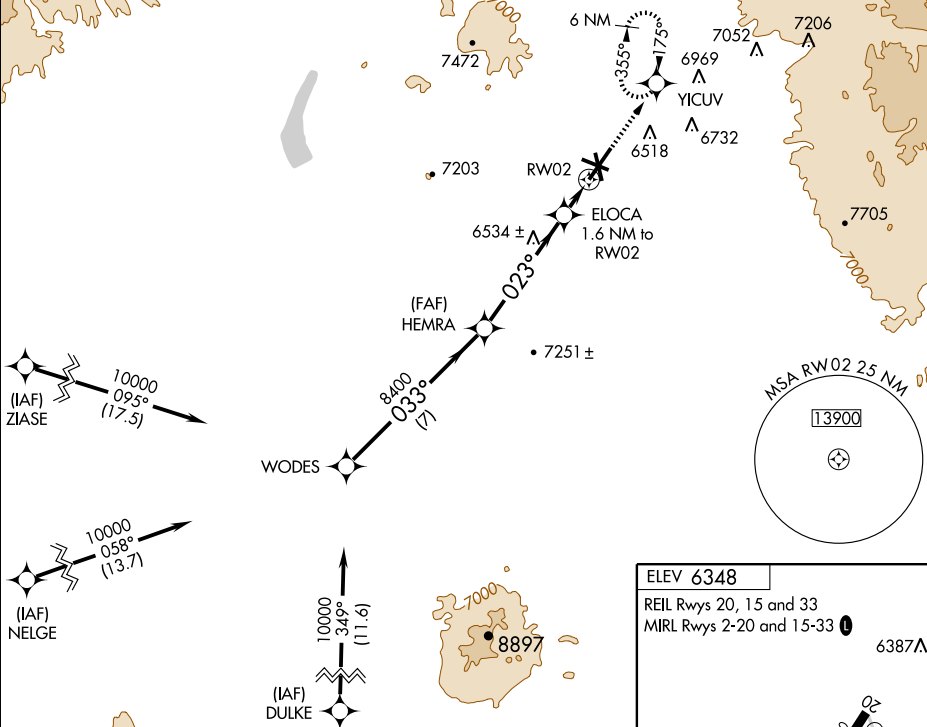 7000
6 NM
175°
355°
7472
7052
7206
6969
YICUV
6518
6732
RW02
7203
ELOCA
1.6 NM to
RW02
6534 ±
7705
7000
023°
(FAF)
HEMRA
7251 ±
10000
095°
(17.5)
(IAF)
ZIASE
8400
033°
(7)
MSA RW 02 25 NM
13900
WODES
10000
058°
(13.7)
(IAF)
NELGE
10000
349°
(11.6)
7000
8897
(IAF)
DULKE
ELEV 6348
REIL Rwys 20, 15 and 33
MIRL Rwys 2-20 and 15-33 L
6387
20